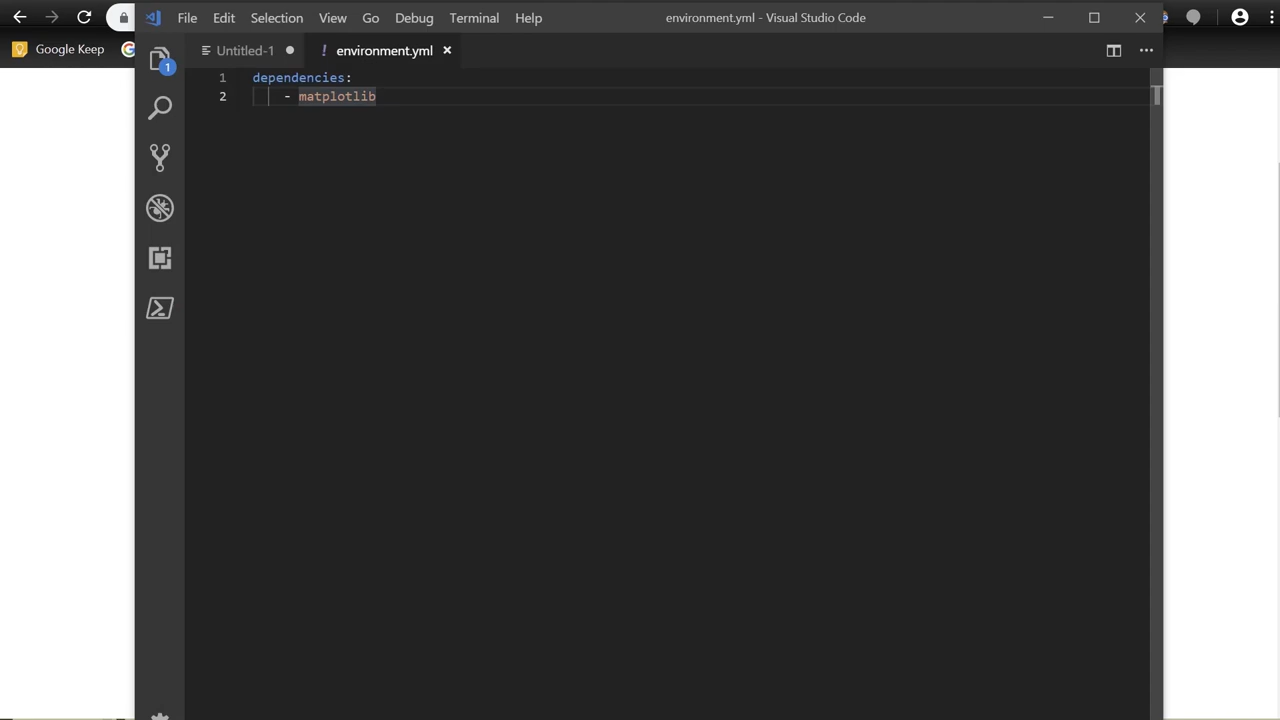 File Edit Selection View Go Debug Terminal Help environment.yml - Visual Studio Code
Google Keep
Untitled-1 environment.yml
1
1 dependencies:
2 - matplotlib